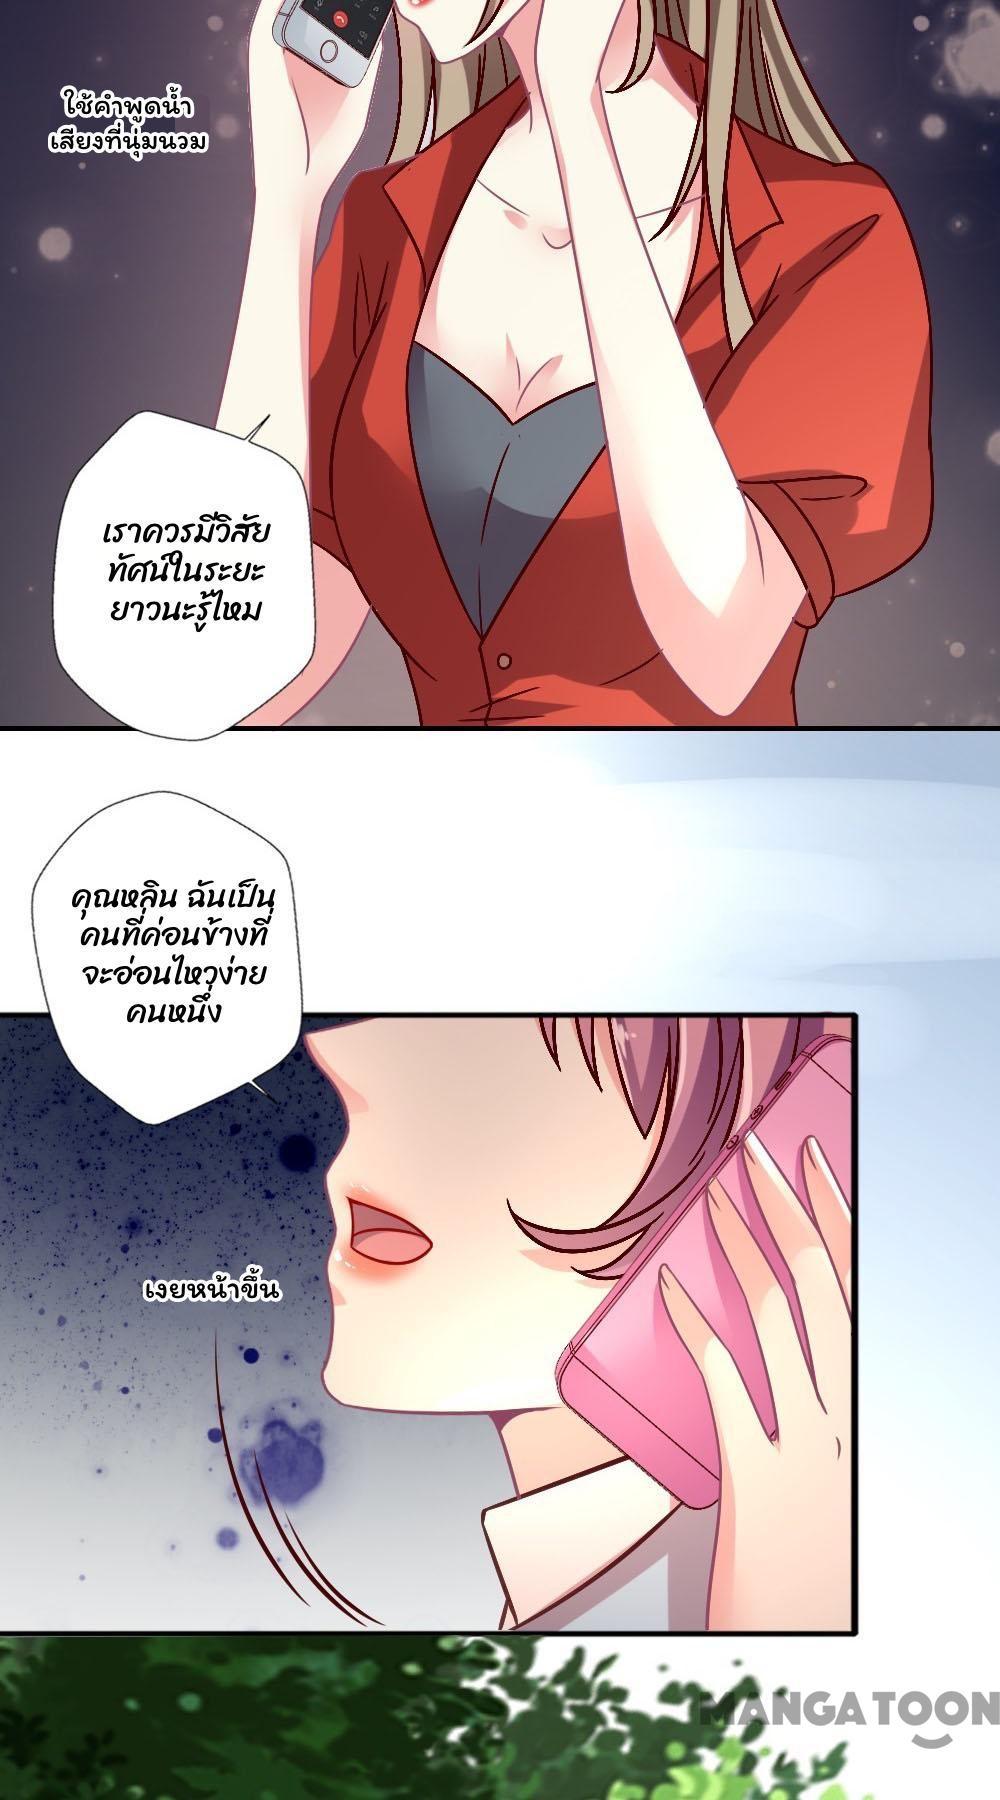 ใช้คำพูดน้ำ
เสียงที่นุ่มนวม
เราควรมีวิสัย
ทัศน์ในระยะ
ยาวนะรู้ไหม
คุณหลิน ฉันเป็น
คนที่ค่อนข้างที่
จะอ่อนไหวง่าย
คนหนึ่ง
เงยหน้าขึ้น
MANGATOON